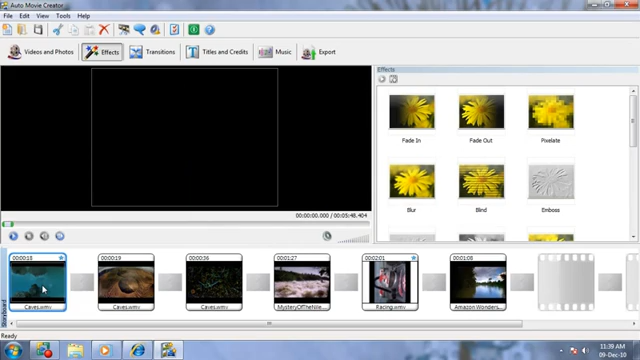 Auto Movie Creator
File Edit View Tools Help
Videos and Photos Effects Transitions Titles and Credits Music Export
Effects
Fade In Fade Out Pixelate
Blur Blind Emboss
00:00:00.000 / 00:05:48.404
Storyboard
00:00:18 00:00:19 00:00:36 00:01:27 00:02:01 00:01:08
Caves.wmv Caves.wmv Caves.wmv MysteryOfTheNile... Racing.wmv Amazon Wonders...
Ready
11:39 AM
09-Dec-10